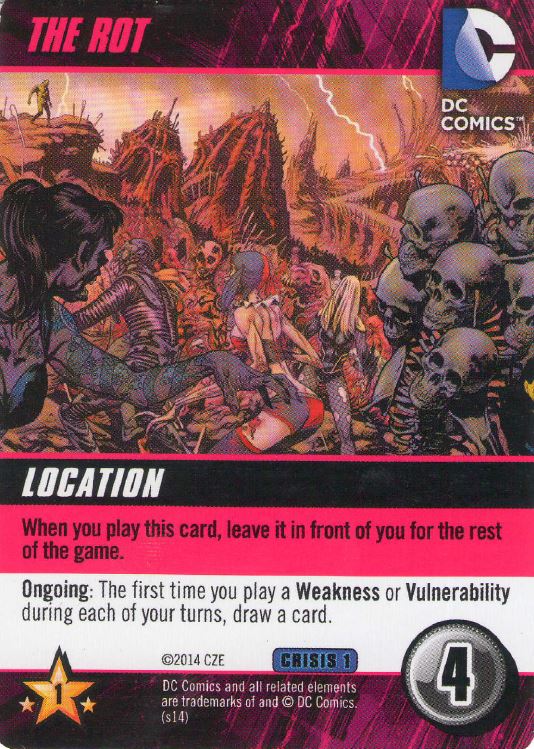 THE ROT
DC
DC
COMICS™
LOCATION
When you play this card, leave it in front of you for the rest
of the game.
Ongoing: The first time you play a Weakness or Vulnerability
during each of your turns, draw a card.
©2014 CZE
CRISIS 1
4
1
DC Comics and all related elements
are trademarks of and © DC Comics.
(s14)